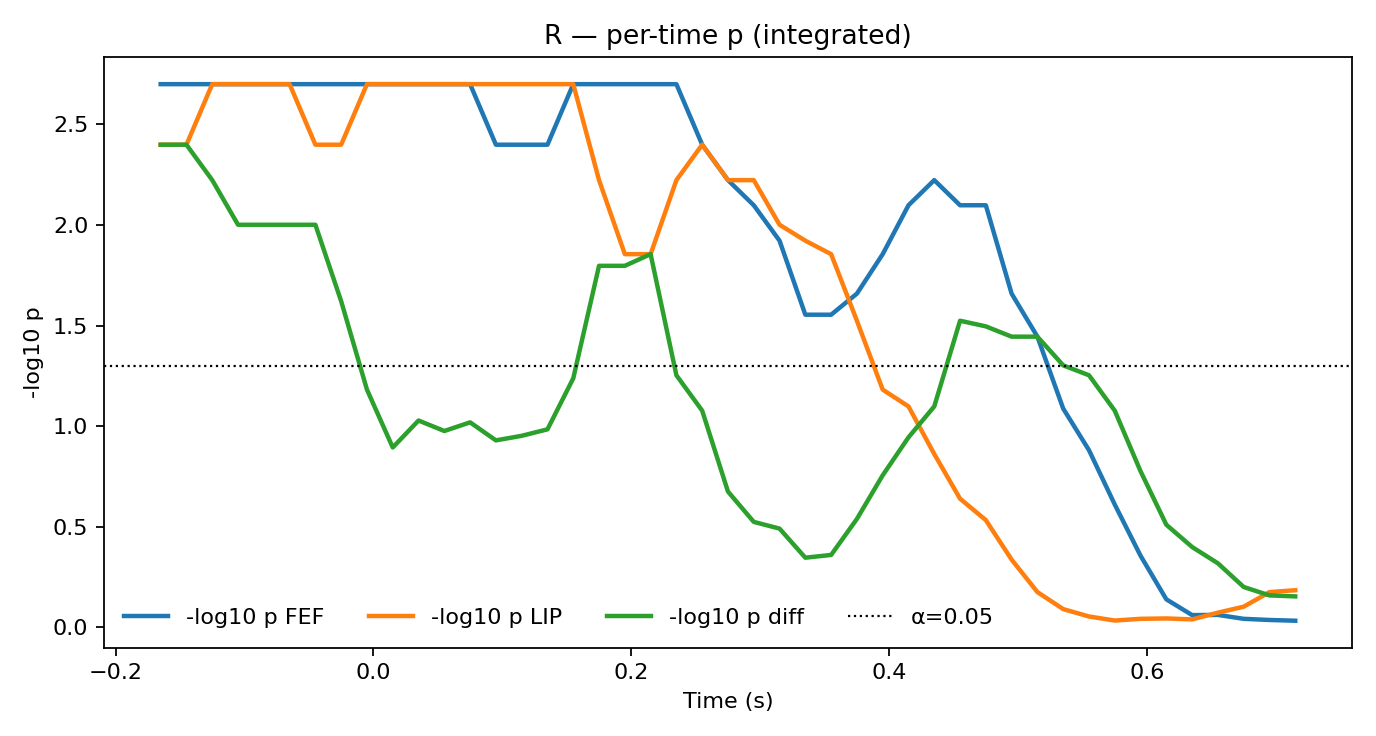 R — per-time p (integrated)
-log10 p
2.5
2.0
1.5
1.0
0.5
0.0
-log10 p FEF
-log10 p LIP
-log10 p diff
α=0.05
−0.2
0.0
0.2
0.4
0.6
Time (s)